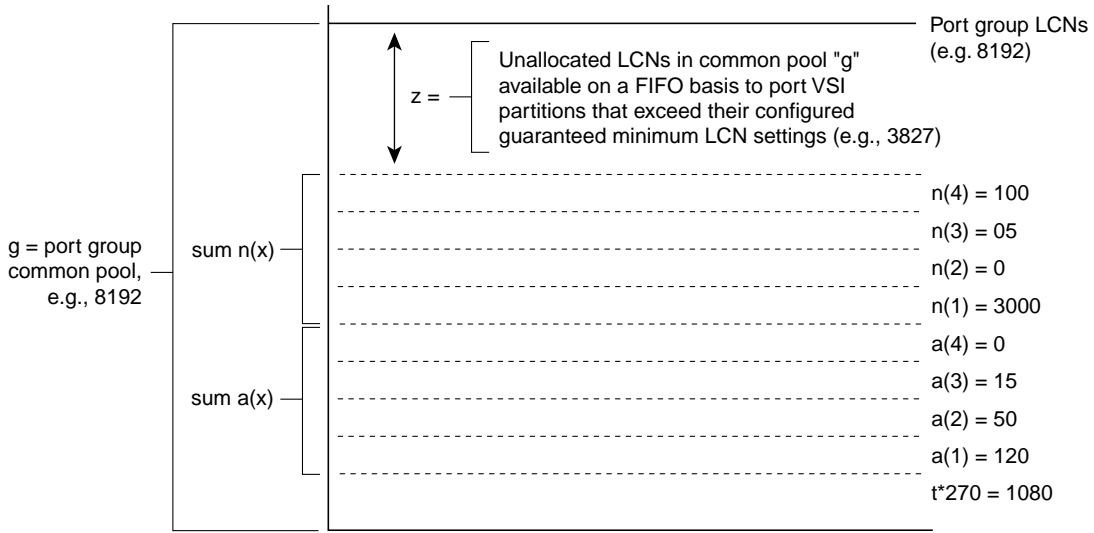 Port group LCNs
(e.g. 8192)
z =
Unallocated LCNs in common pool "g"
available on a FIFO basis to port VSI
partitions that exceed their configured
guaranteed minimum LCN settings (e.g., 3827)
g = port group
common pool,
e.g., 8192
sum n(x)
n(4) = 100
n(3) = 05
n(2) = 0
n(1) = 3000
sum a(x)
a(4) = 0
a(3) = 15
a(2) = 50
a(1) = 120
t*270 = 1080